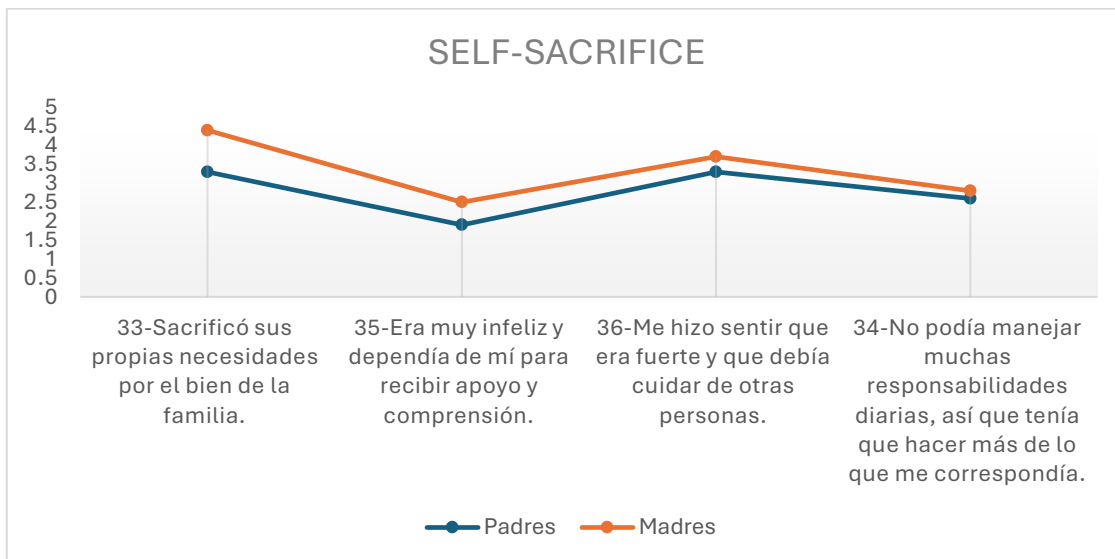 SELF-SACRIFICE
5
4.5
4
3.5
3
2.5
2
1.5
1
0.5
0
33-Sacrificó sus
propias necesidades
por el bien de la
familia.
35-Era muy infeliz y
dependía de mí para
recibir apoyo y
comprensión.
36-Me hizo sentir que
era fuerte y que debía
cuidar de otras
personas.
34-No podía manejar
muchas
responsabilidades
diarias, así que tenía
que hacer más de lo
que me correspondía.
Padres
Madres